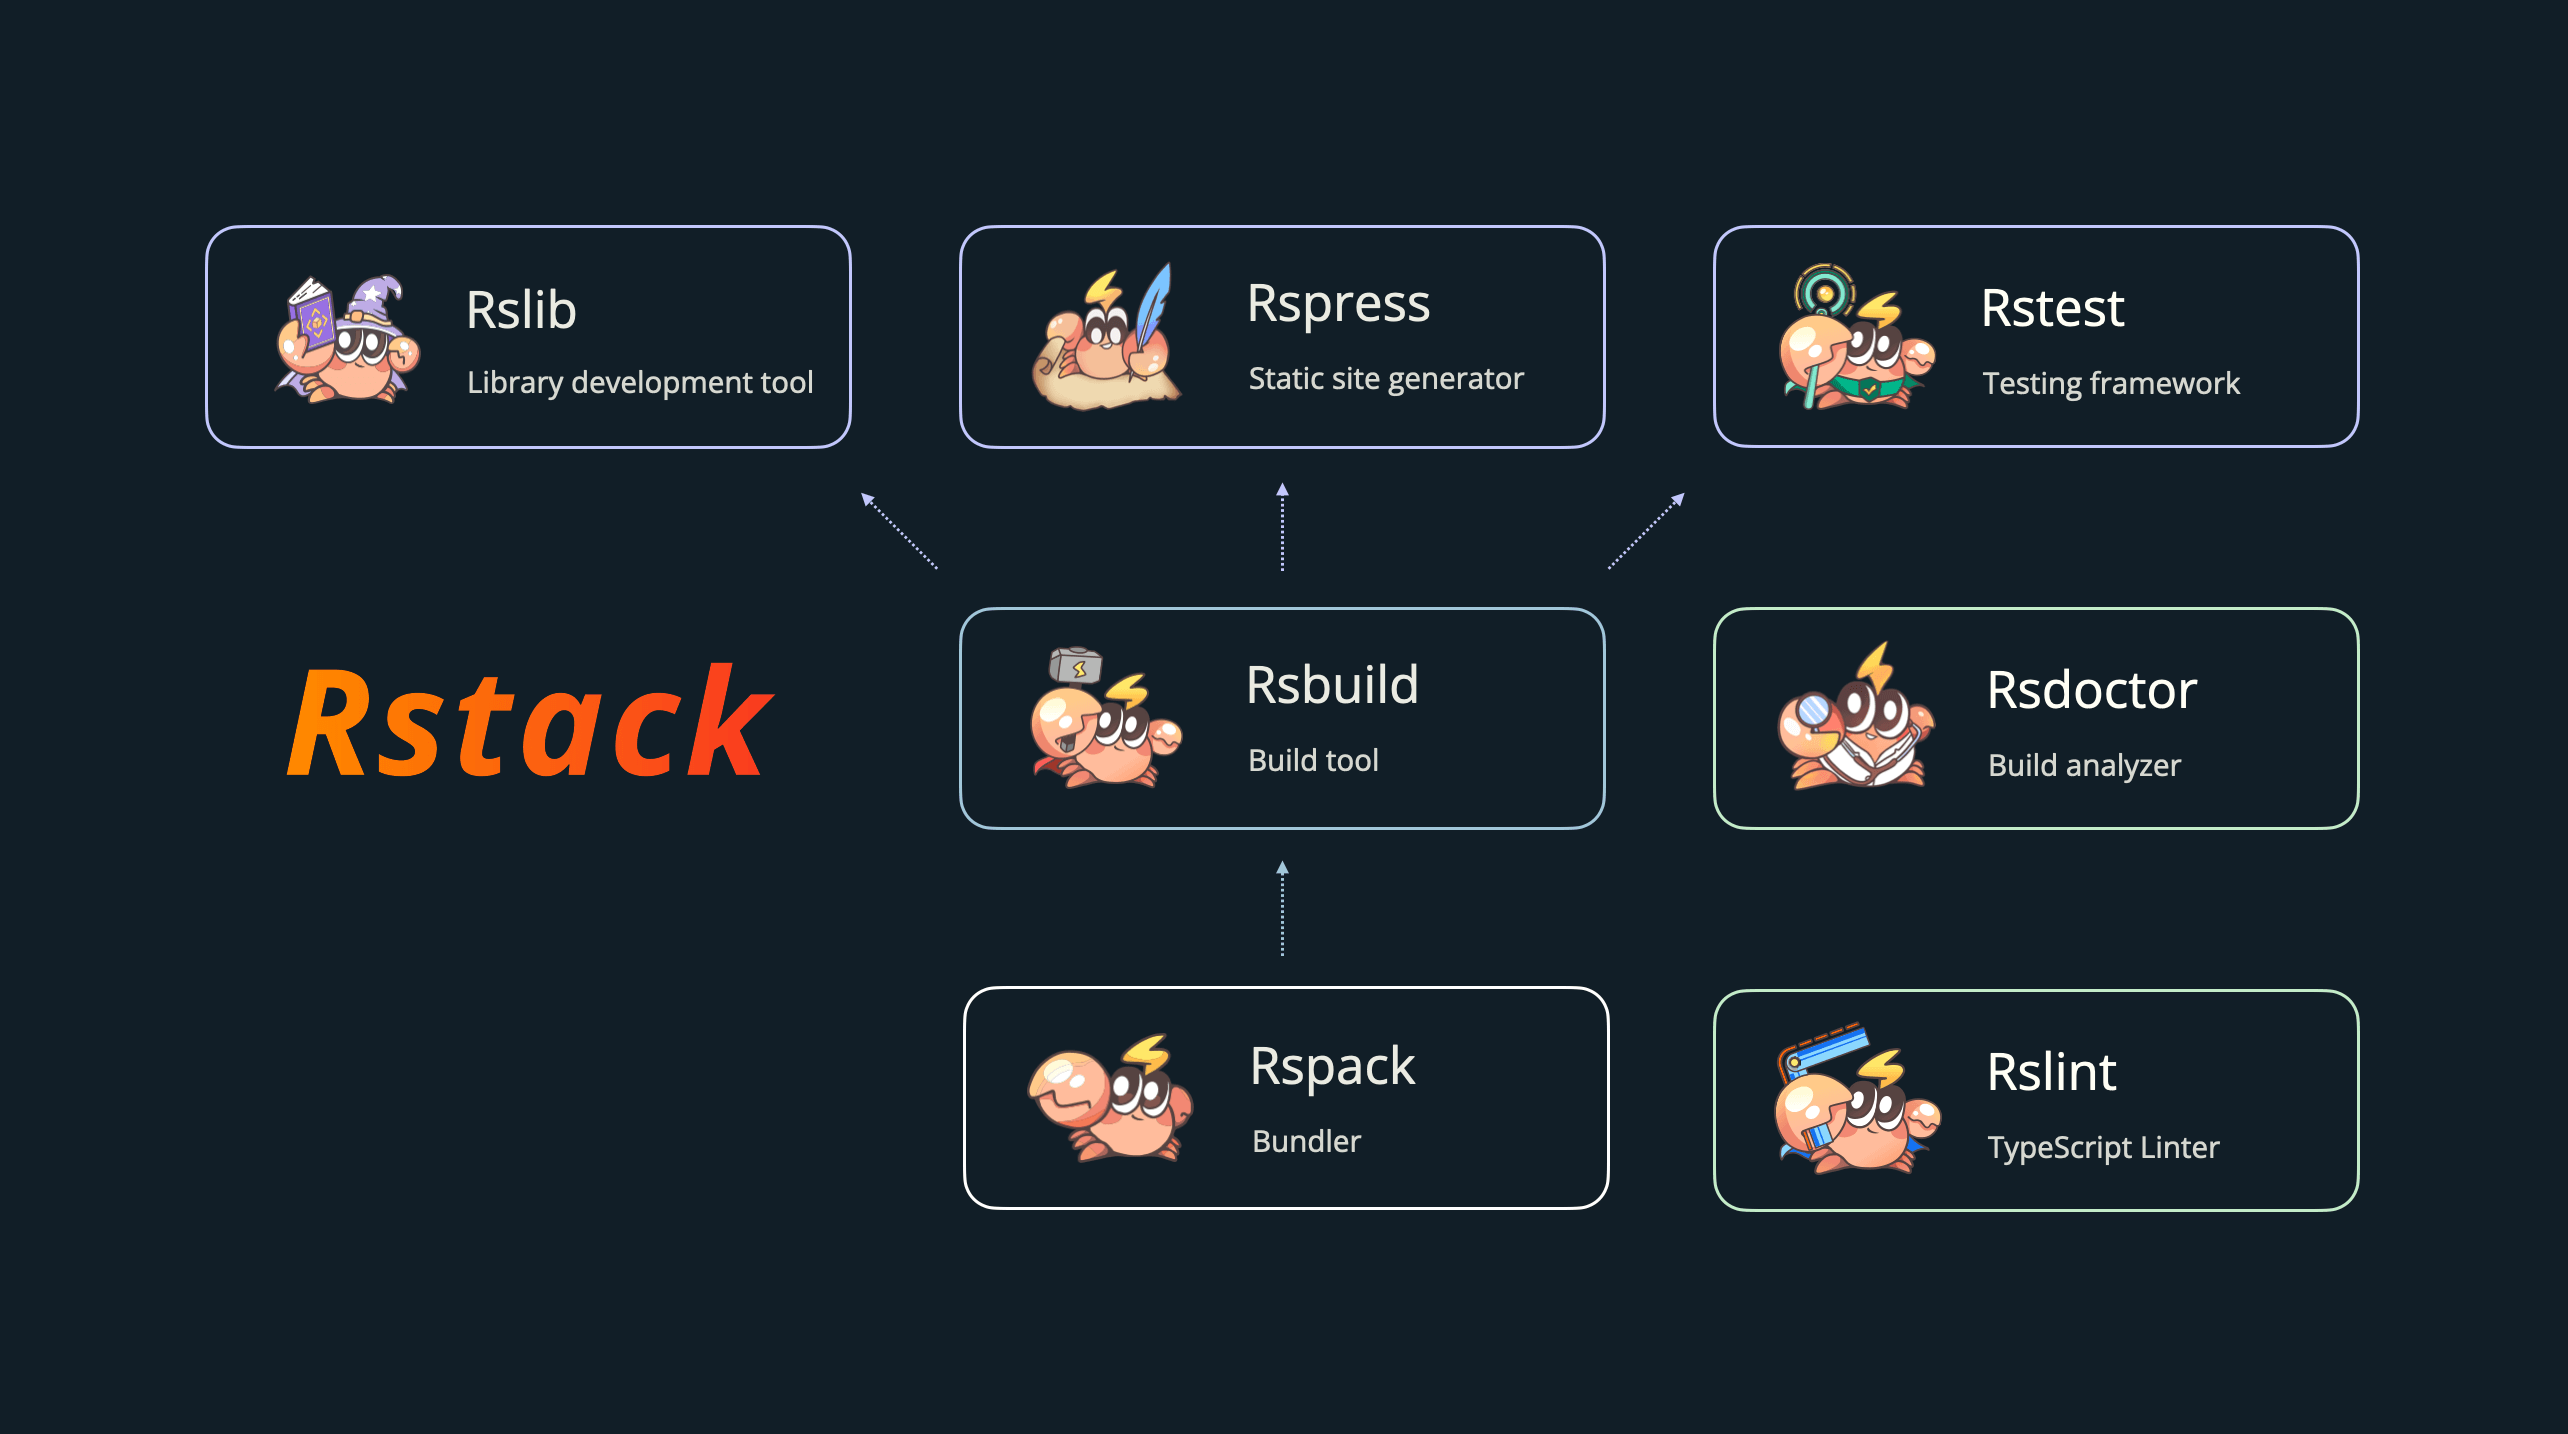 Rslib
Library development tool
Rspress
Static site generator
Rstest
Testing framework
Rstack
Rsbuild
Build tool
Rsdoctor
Build analyzer
Rspack
Bundler
Rslint
TypeScript Linter